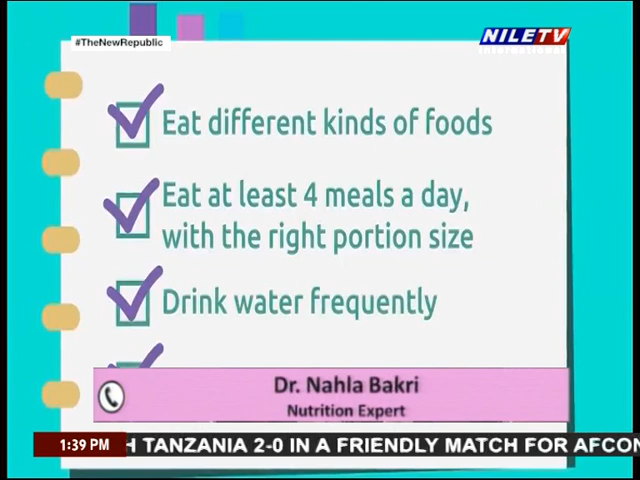 #TheNewRepublic
NILETV
INTERNATIONAL
Eat different kinds of foods
Eat at least 4 meals a day,
with the right portion size
Drink water frequently
Dr. Nahla Bakri
Nutrition Expert
1:39 PM
H TANZANIA 2-0 IN A FRIENDLY MATCH FOR AFCON